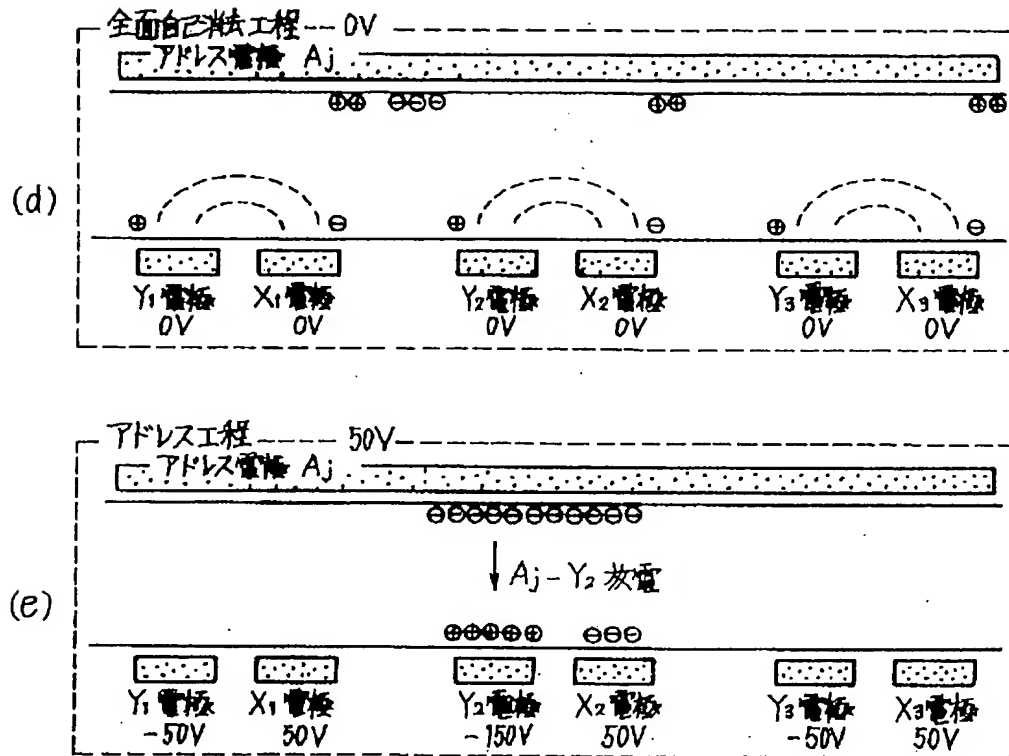 (d)
全面自己消去工程 --- 0V
アドレス電極 Aj
⊕⊕ ⊖⊖⊖ ⊕⊕ ⊕⊕
⊕ ⊖ ⊕ ⊖ ⊕ ⊖
Y1電極 X1電極 Y2電極 X2電極 Y3電極 X3電極
0V 0V 0V 0V 0V 0V
(e)
アドレス工程 ----- 50V
アドレス電極 Aj
⊖⊖⊖⊖⊖⊖⊖⊖⊖⊖
Aj-Y2 放電
⊕⊕⊕⊕⊕ ⊖⊖⊖
Y1電極 X1電極 Y2電極 X2電極 Y3電極 X3電極
-50V 50V -150V 50V -50V 50V